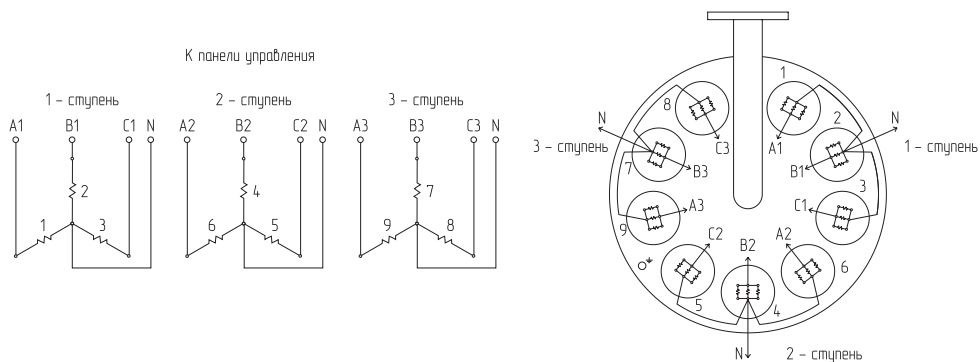 К панели управления
1 – ступень
2 – ступень
3 – ступень
A1 B1 C1 N
A2 B2 C2 N
A3 B3 C3 N
2
1 3
4
6 5
7
9 8
1
8
2
N
N
A1
C3
3 – ступень
1 – ступень
7
B3
B1
3
A3
C1
9
C2
B2
A2
6
5
4
N
2 – ступень